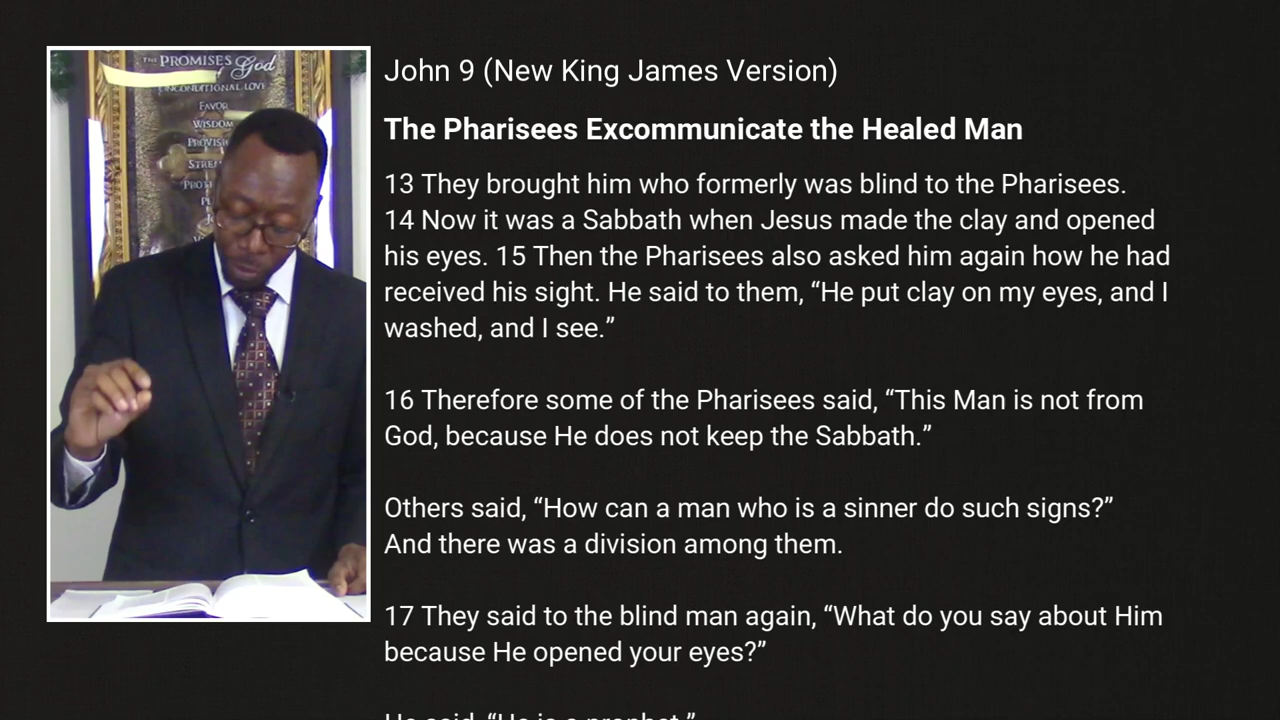 THE PROMISES
of God
UNCONDITIONAL LOVE
FAVOR
WISDOM
John 9 (New King James Version)
The Pharisees Excommunicate the Healed Man
13 They brought him who formerly was blind to the Pharisees.
14 Now it was a Sabbath when Jesus made the clay and opened
his eyes. 15 Then the Pharisees also asked him again how he had
received his sight. He said to them, “He put clay on my eyes, and I
washed, and I see.”
16 Therefore some of the Pharisees said, “This Man is not from
God, because He does not keep the Sabbath.”
Others said, “How can a man who is a sinner do such signs?”
And there was a division among them.
17 They said to the blind man again, “What do you say about Him
because He opened your eyes?”
He said, “He is a prophet.”